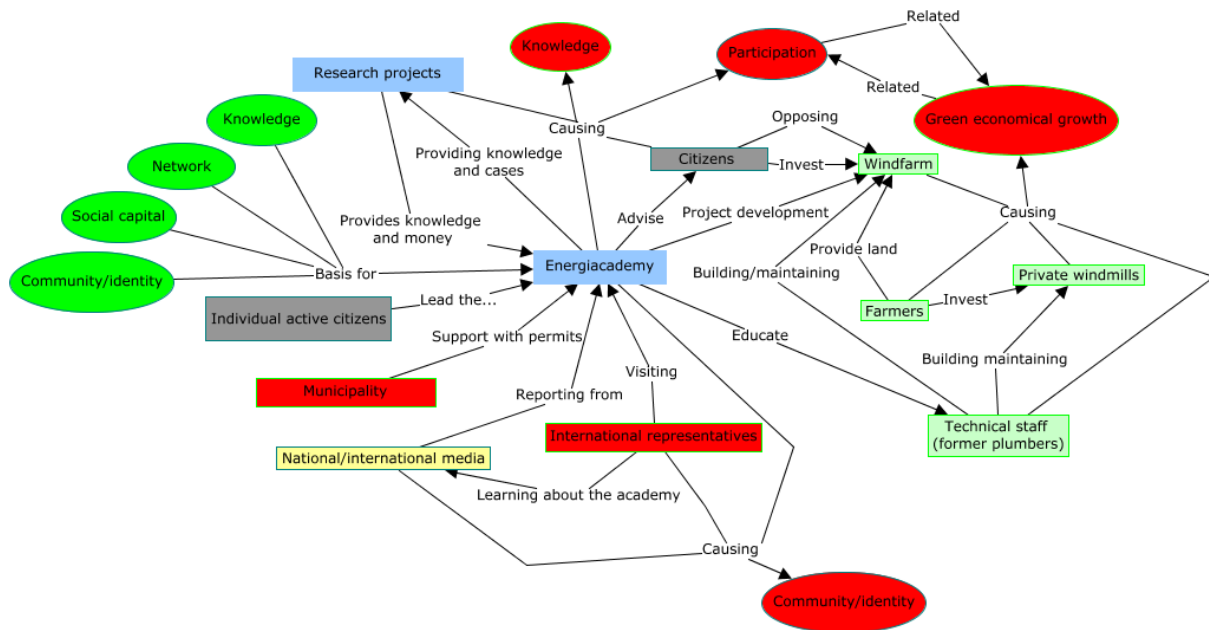 Related
Knowledge
Participation
Research projects
Related
Knowledge
Opposing
Green economical growth
Causing
Network
Providing knowledge
and cases
Citizens
Invest
Windfarm
Social capital
Provides knowledge
and money
Advise
Project development
Causing
Provide land
Community/identity
Basis for
Energiacademy
Building/maintaining
Private windmills
Lead the...
Invest
Individual active citizens
Farmers
Support with permits
Educate
Building maintaining
Visiting
Municipality
Reporting from
International representatives
Technical staff
(former plumbers)
National/international media
Learning about the academy
Causing
Community/identity